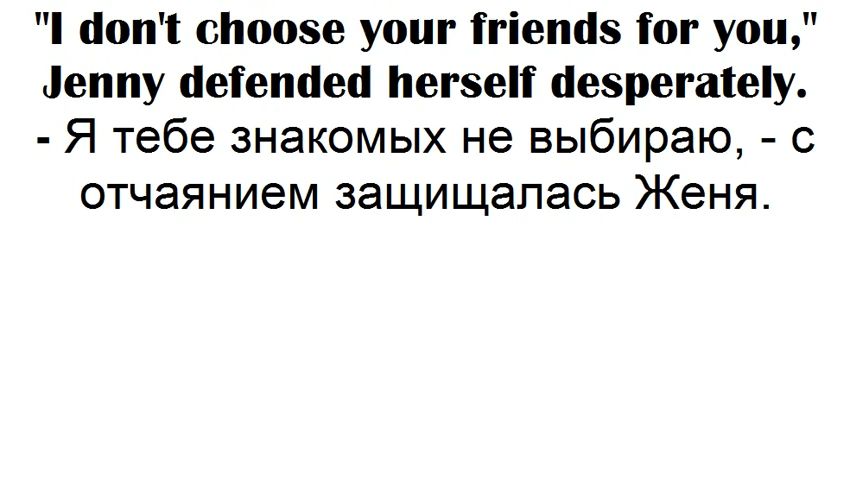 "I don't choose your friends for you,"
Jenny defended herself desperately.
- Я тебе знакомых не выбираю, - с
отчаянием защищалась Женя.